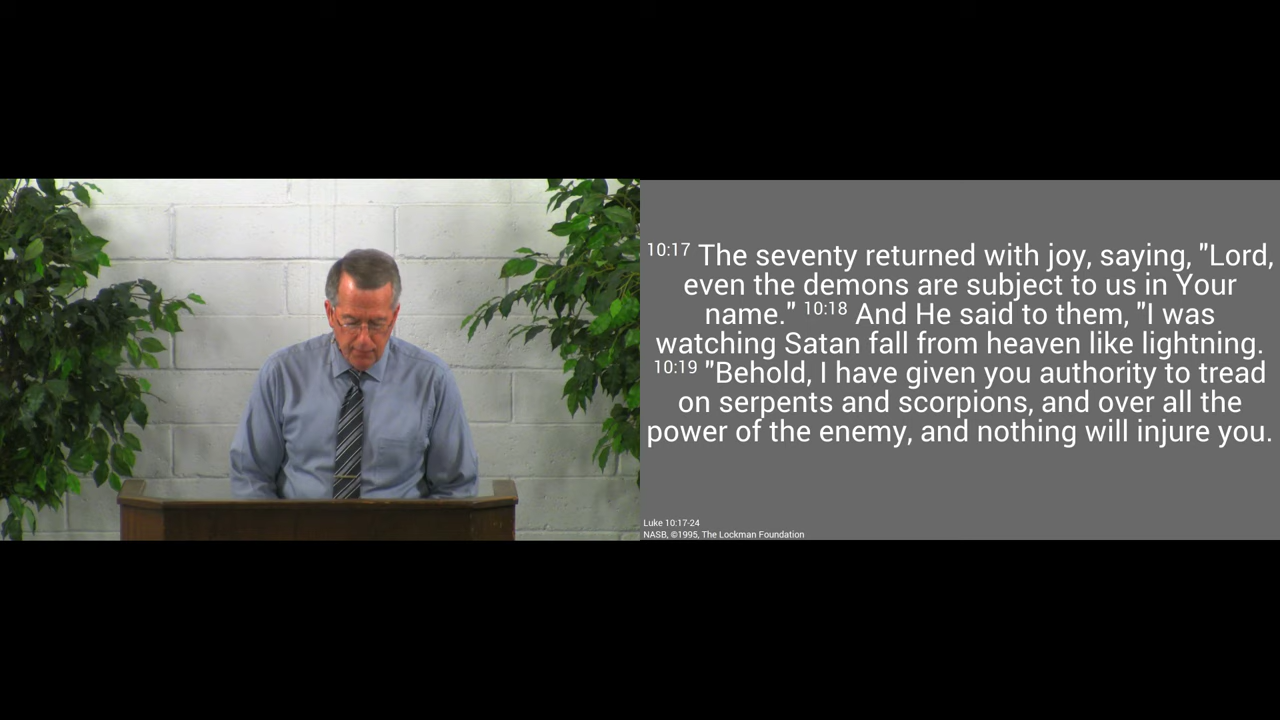 10:17 The seventy returned with joy, saying, "Lord,
even the demons are subject to us in Your
name." 10:18 And He said to them, "I was
watching Satan fall from heaven like lightning.
10:19 "Behold, I have given you authority to tread
on serpents and scorpions, and over all the
power of the enemy, and nothing will injure you.
Luke 10:17-24
NASB, ©1995, The Lockman Foundation